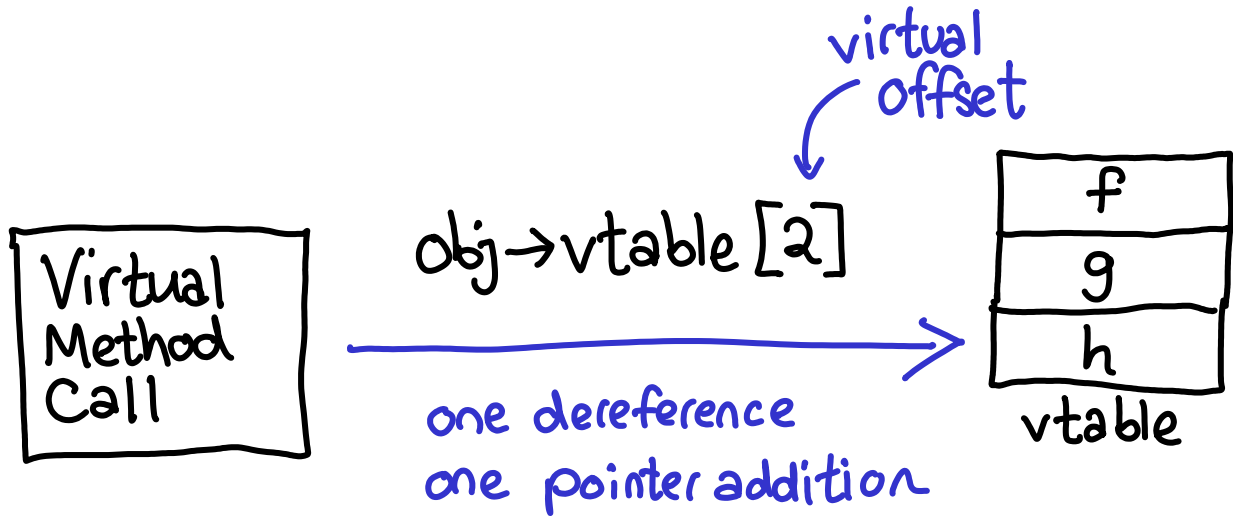 virtual
offset
Virtual
Method
Call
obj→vtable [2]
one dereference
one pointer addition
f
g
h
vtable